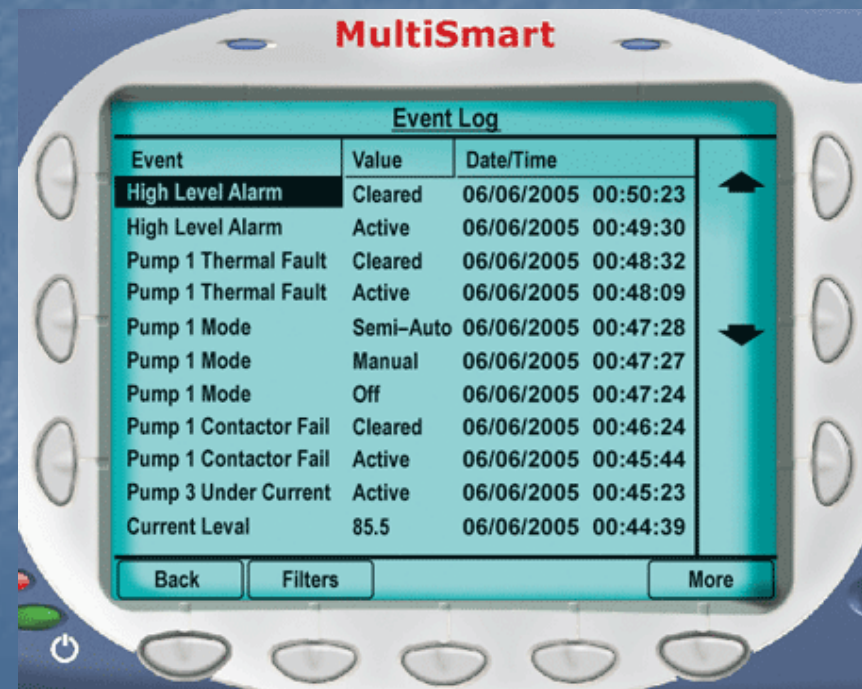 MultiSmart
Event Log
Event Value Date/Time
High Level Alarm Cleared 06/06/2005 00:50:23
High Level Alarm Active 06/06/2005 00:49:30
Pump 1 Thermal Fault Cleared 06/06/2005 00:48:32
Pump 1 Thermal Fault Active 06/06/2005 00:48:09
Pump 1 Mode Semi–Auto 06/06/2005 00:47:28
Pump 1 Mode Manual 06/06/2005 00:47:27
Pump 1 Mode Off 06/06/2005 00:47:24
Pump 1 Contactor Fail Cleared 06/06/2005 00:46:24
Pump 1 Contactor Fail Active 06/06/2005 00:45:44
Pump 3 Under Current Active 06/06/2005 00:45:23
Current Leval 85.5 06/06/2005 00:44:39
Back Filters More